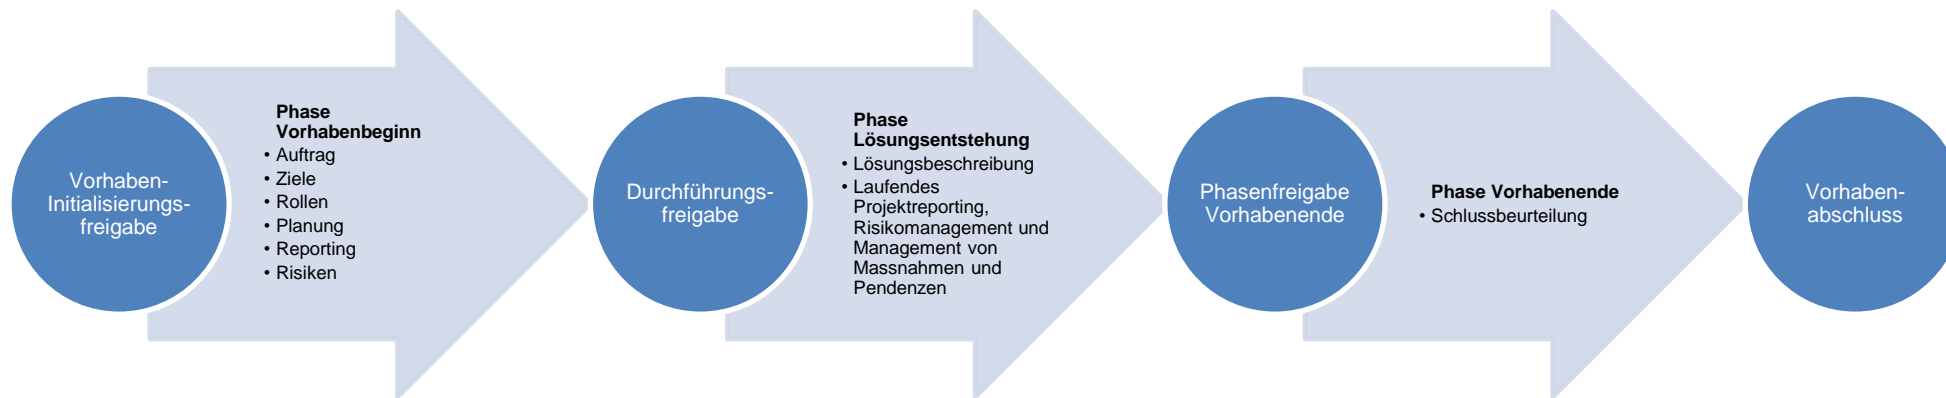 Vorhaben-
Initialisierungs-
freigabe
Phase
Vorhabenbeginn
• Auftrag
• Ziele
• Rollen
• Planung
• Reporting
• Risiken
Durchführungs-
freigabe
Phase
Lösungsentstehung
• Lösungsbeschreibung
• Laufendes
Projektreporting,
Risikomanagement und
Management von
Massnahmen und
Pendenzen
Phasenfreigabe
Vorhabenende
Phase Vorhabenende
• Schlussbeurteilung
Vorhaben-
abschluss